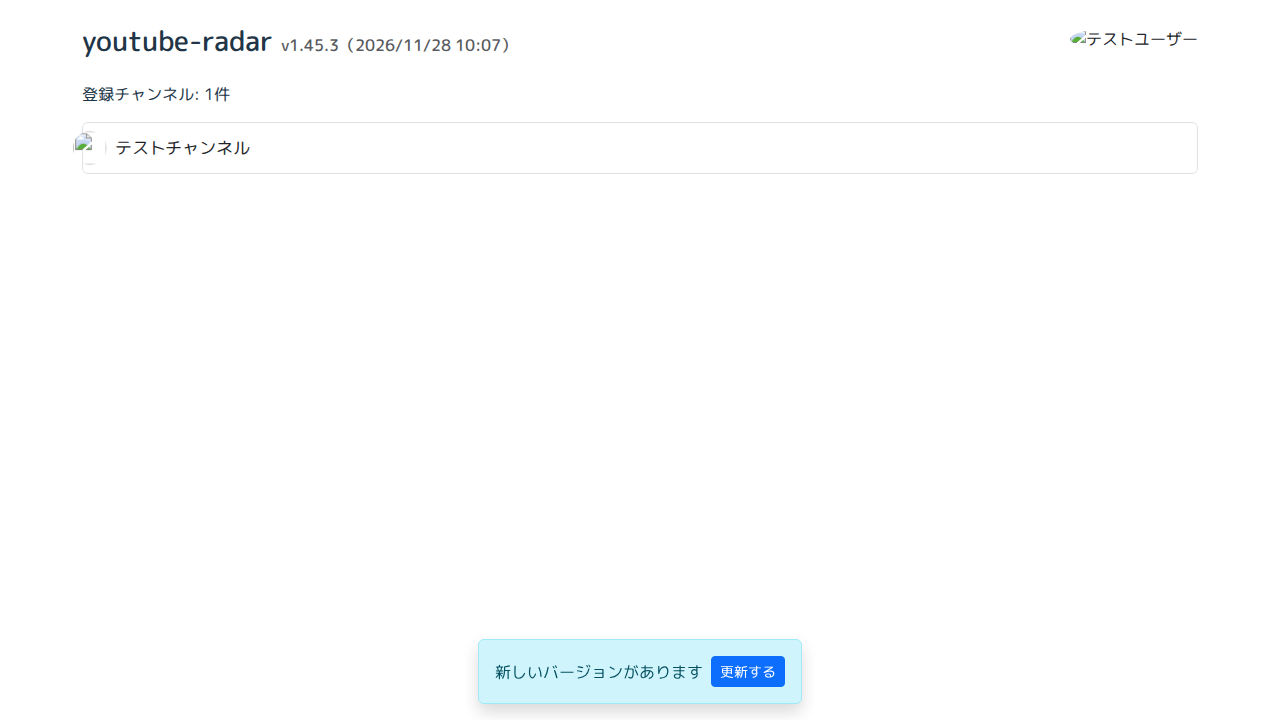 youtube-radar v1.45.3（2026/11/28 10:07）
テストユーザー
登録チャンネル: 1件
テストチャンネル
新しいバージョンがあります 更新する